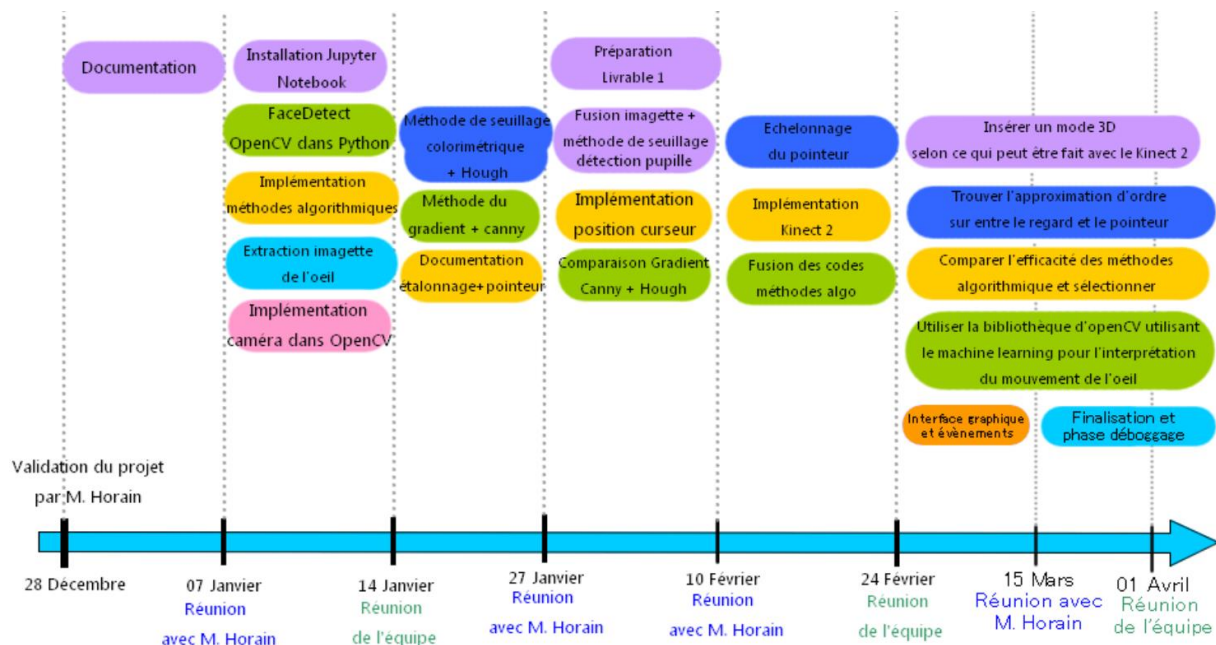 Documentation
Installation Jupyter
Notebook
FaceDetect
OpenCV dans Python
Implémentation
méthodes algorithmiques
Extraction imagette
de l'oeil
Implémentation
caméra dans OpenCV
Méthode de seuillage
colorimétrique
+ Hough
Méthode du
gradient + canny
Documentation
étalonnage+ pointeur
Préparation
Livrable 1
Fusion imagette +
méthode de seuillage
détection pupille
Implémentation
position curseur
Comparaison Gradient
Canny + Hough
Echelonnage
du pointeur
Implémentation
Kinect 2
Fusion des codes
méthodes algo
Insérer un mode 3D
selon ce qui peut être fait avec le Kinect 2
Trouver l'approximation d'ordre
sur entre le regard et le pointeur
Comparer l'efficacité des méthodes
algorithmique et sélectionner
Utiliser la bibliothèque d'openCV utilisant
le machine learning pour l'interprétation
du mouvement de l'oeil
Interface graphique
et évènements
Finalisation et
phase déboggage
Validation du projet
par M. Horain
28 Décembre
07 Janvier
Réunion
avec M. Horain
14 Janvier
Réunion
de l'équipe
27 Janvier
Réunion
avec M. Horain
10 Février
Réunion
avec M. Horain
24 Février
Réunion
de l'équipe
15 Mars
Réunion avec
M. Horain
01 Avril
Réunion
de l'équipe